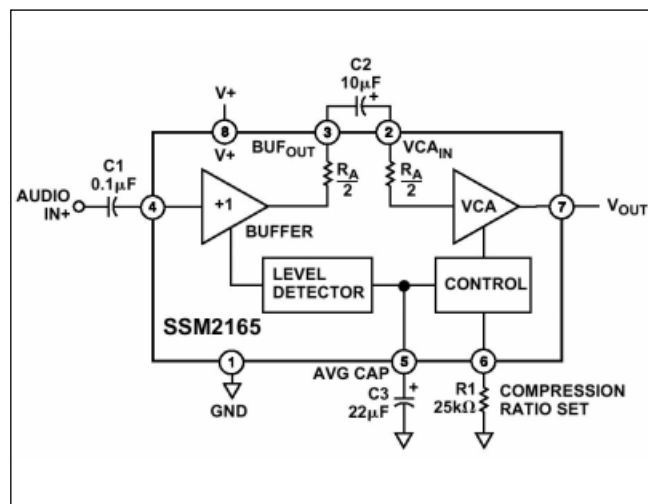 C2
10µF
+
V+
8
V+
3
BUFOUT
2
VCAIN
C1
0.1µF
RA
2
RA
2
AUDIO
IN+
4
+1
BUFFER
VCA
7
VOUT
LEVEL
DETECTOR
CONTROL
SSM2165
1
GND
AVG CAP
5
6
C3
22µF
+
R1
25kΩ
COMPRESSION
RATIO SET